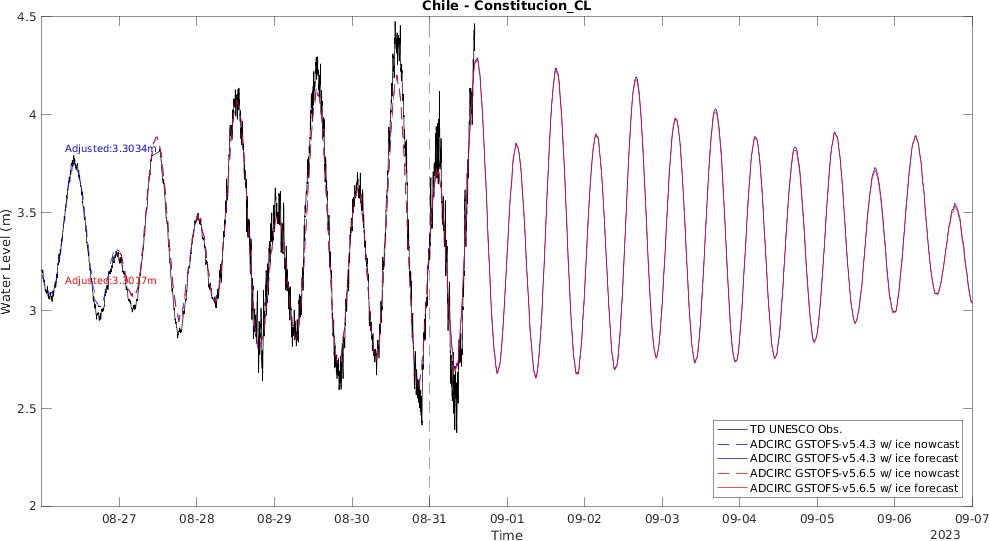 Chile - Constitucion_CL
4.5
4
3.5
3
2.5
2
Water Level (m)
Adjusted:3.3034m
Adjusted:3.3037m
TD UNESCO Obs.
ADCIRC GSTOFS-v5.4.3 w/ ice nowcast
ADCIRC GSTOFS-v5.4.3 w/ ice forecast
ADCIRC GSTOFS-v5.6.5 w/ ice nowcast
ADCIRC GSTOFS-v5.6.5 w/ ice forecast
08-27 08-28 08-29 08-30 08-31 09-01 09-02 09-03 09-04 09-05 09-06 09-07
Time
2023